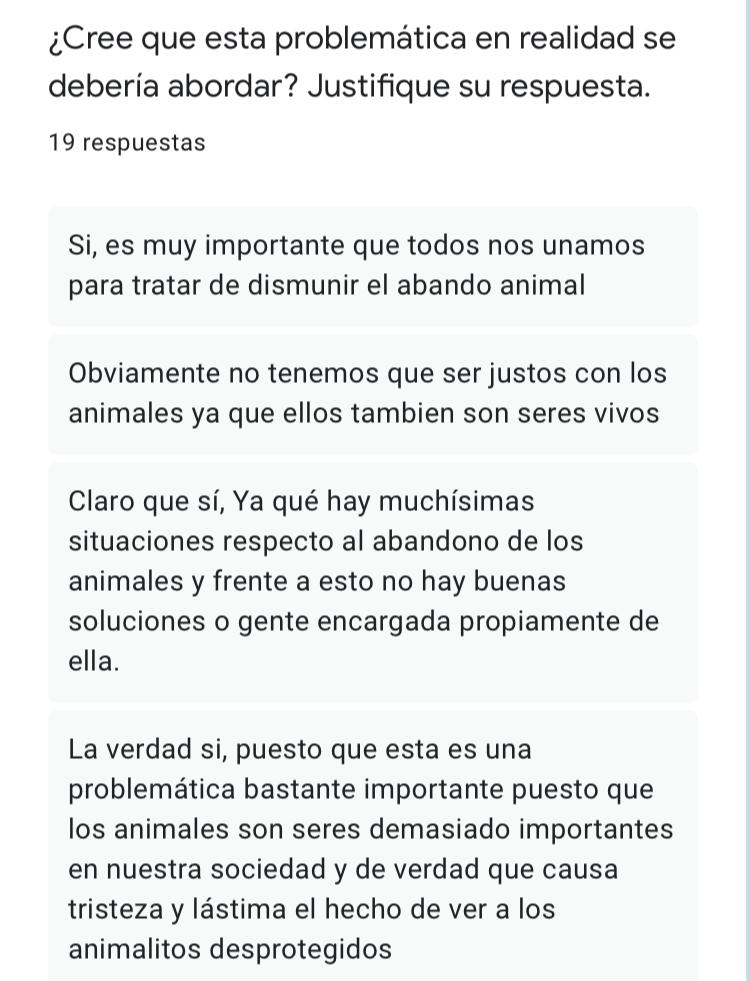 ¿Cree que esta problemática en realidad se
debería abordar? Justifique su respuesta.
19 respuestas
Si, es muy importante que todos nos unamos
para tratar de dismunir el abando animal
Obviamente no tenemos que ser justos con los
animales ya que ellos tambien son seres vivos
Claro que sí, Ya qué hay muchísimas
situaciones respecto al abandono de los
animales y frente a esto no hay buenas
soluciones o gente encargada propiamente de
ella.
La verdad si, puesto que esta es una
problemática bastante importante puesto que
los animales son seres demasiado importantes
en nuestra sociedad y de verdad que causa
tristeza y lástima el hecho de ver a los
animalitos desprotegidos